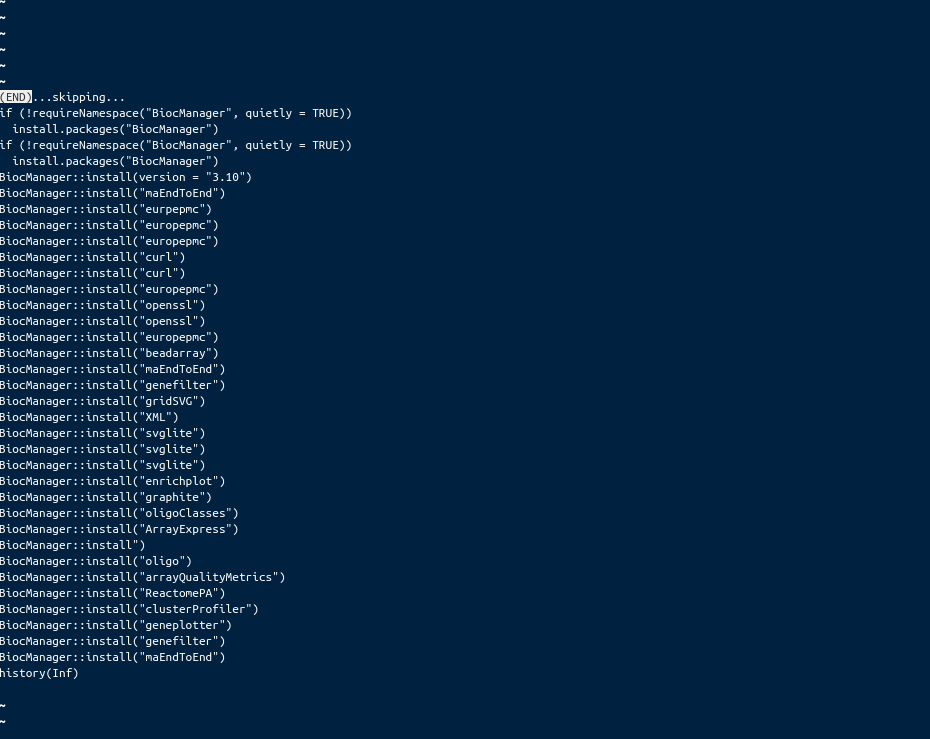 ~
~
~
~
~
~
(END)...skipping...
if (!requireNamespace("BiocManager", quietly = TRUE))
  install.packages("BiocManager")
if (!requireNamespace("BiocManager", quietly = TRUE))
  install.packages("BiocManager")
BiocManager::install(version = "3.10")
BiocManager::install("maEndToEnd")
BiocManager::install("eurpepmc")
BiocManager::install("europepmc")
BiocManager::install("europepmc")
BiocManager::install("curl")
BiocManager::install("curl")
BiocManager::install("europepmc")
BiocManager::install("openssl")
BiocManager::install("openssl")
BiocManager::install("europepmc")
BiocManager::install("beadarray")
BiocManager::install("maEndToEnd")
BiocManager::install("genefilter")
BiocManager::install("gridSVG")
BiocManager::install("XML")
BiocManager::install("svglite")
BiocManager::install("svglite")
BiocManager::install("svglite")
BiocManager::install("enrichplot")
BiocManager::install("graphite")
BiocManager::install("oligoClasses")
BiocManager::install("ArrayExpress")
BiocManager::install")
BiocManager::install("oligo")
BiocManager::install("arrayQualityMetrics")
BiocManager::install("ReactomePA")
BiocManager::install("clusterProfiler")
BiocManager::install("geneplotter")
BiocManager::install("genefilter")
BiocManager::install("maEndToEnd")
history(Inf)
~
~